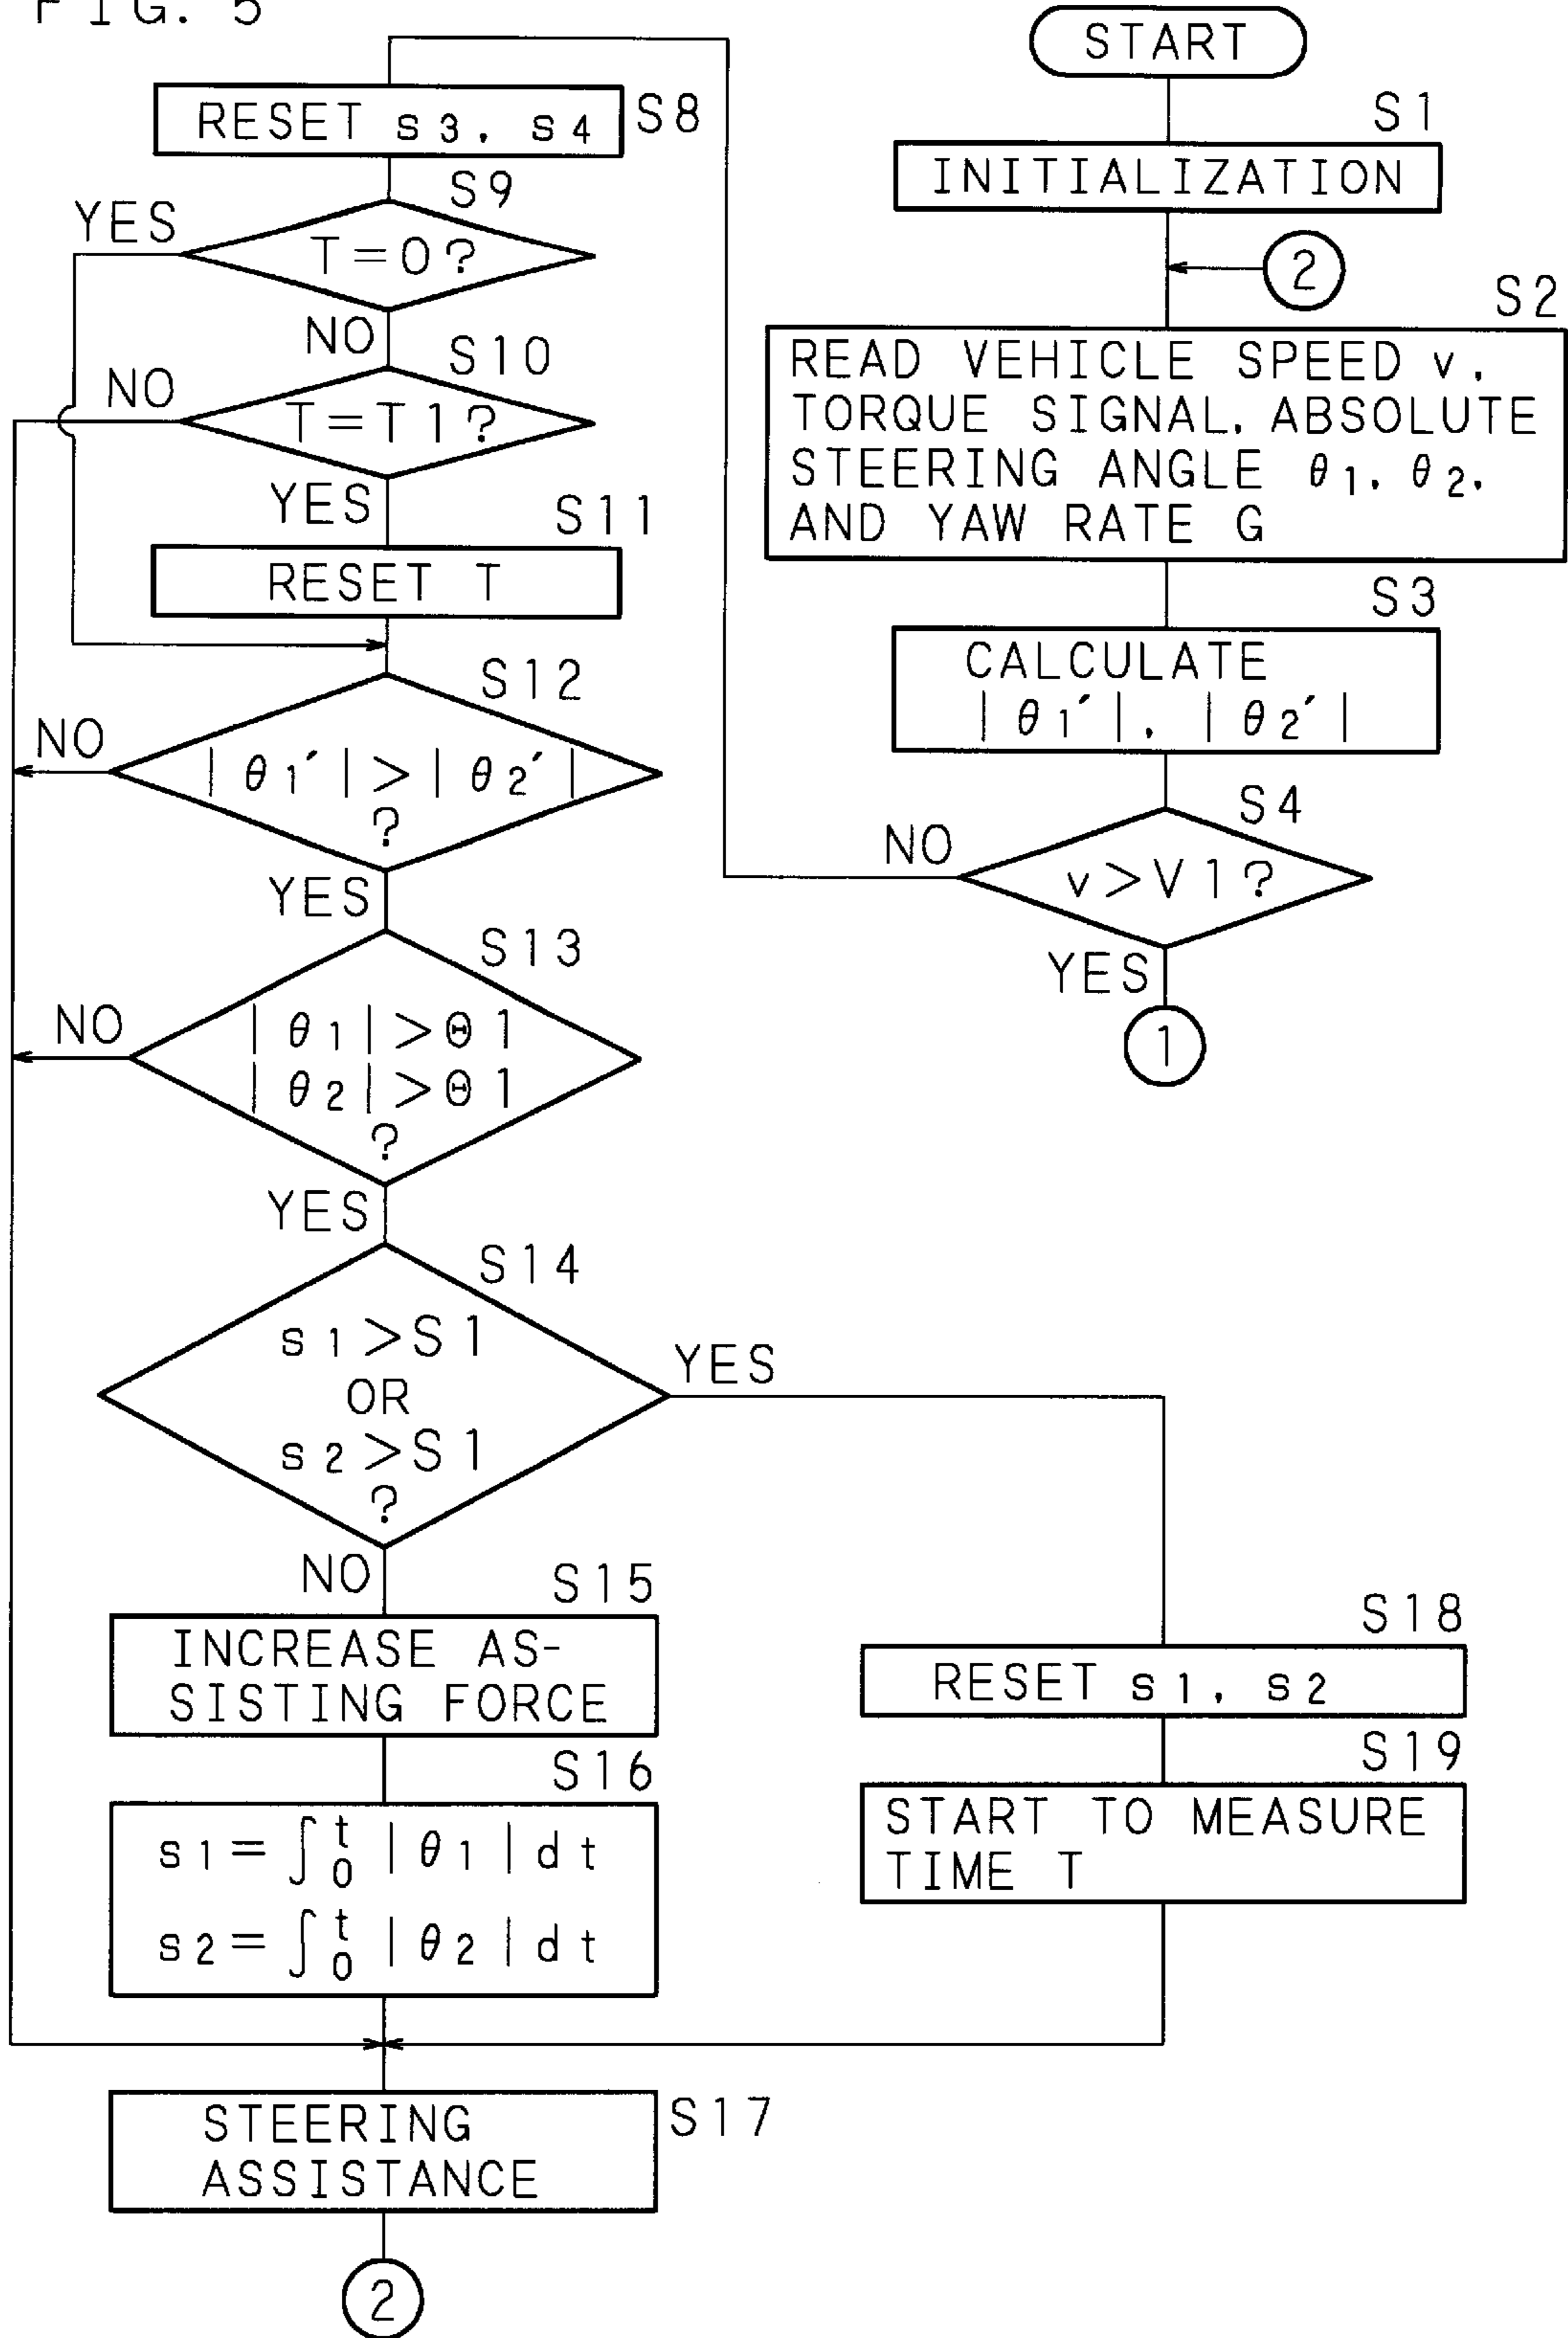 FIG. 5
START
S1
INITIALIZATION
2
S2
READ VEHICLE SPEED v,
TORQUE SIGNAL, ABSOLUTE
STEERING ANGLE θ1, θ2,
AND YAW RATE G
S3
CALCULATE
|θ1′|, |θ2′|
S4
v>V1?
NO
YES
1
RESET s3, s4
S8
S9
T=0?
YES
NO
S10
T=T1?
NO
YES
S11
RESET T
S12
|θ1′|>|θ2′|
?
NO
YES
S13
|θ1|>Θ1
|θ2|>Θ1
?
NO
YES
S14
s1>S1
OR
s2>S1
?
YES
NO
S15
INCREASE AS-
SISTING FORCE
S16
s1=∫0t|θ1|dt
s2=∫0t|θ2|dt
S18
RESET s1, s2
S19
START TO MEASURE
TIME T
STEERING
ASSISTANCE
S17
2